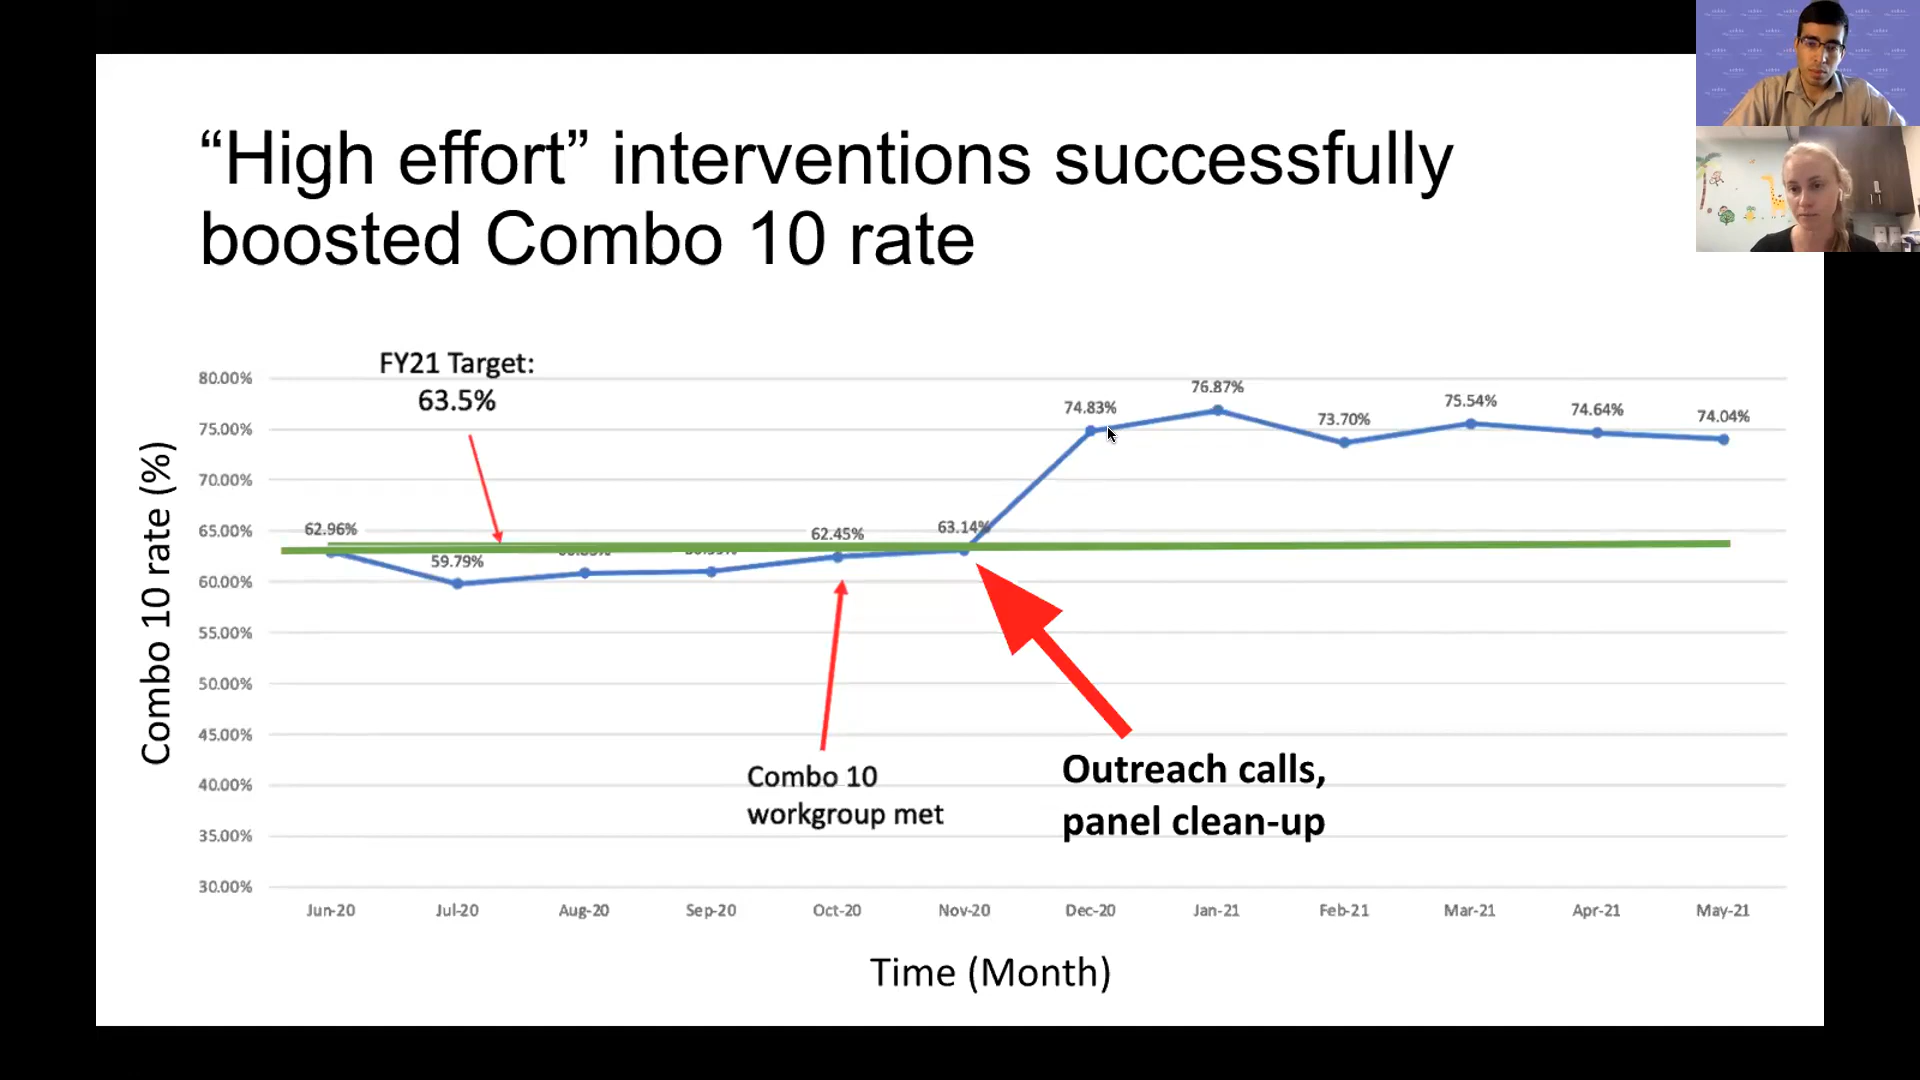 “High effort” interventions successfully
boosted Combo 10 rate
FY21 Target:
63.5%
Combo 10 rate (%)
80.00%
75.00%
70.00%
65.00%
60.00%
55.00%
50.00%
45.00%
40.00%
35.00%
30.00%
62.96%
59.79%
62.45%
63.14%
74.83%
76.87%
73.70%
75.54%
74.64%
74.04%
Combo 10
workgroup met
Outreach calls,
panel clean-up
Jun-20
Jul-20
Aug-20
Sep-20
Oct-20
Nov-20
Dec-20
Jan-21
Feb-21
Mar-21
Apr-21
May-21
Time (Month)